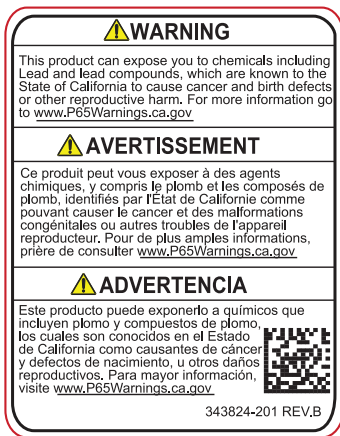 WARNING
This product can expose you to chemicals including
Lead and lead compounds, which are known to the
State of California to cause cancer and birth defects
or other reproductive harm. For more information go
to www.P65Warnings.ca.gov
AVERTISSEMENT
Ce produit peut vous exposer à des agents
chimiques, y compris le plomb et les composés de
plomb, identifiés par l'État de Californie comme
pouvant causer le cancer et des malformations
congénitales ou autres troubles de l'appareil
reproducteur. Pour de plus amples informations,
prière de consulter www.P65Warnings.ca.gov
ADVERTENCIA
Este producto puede exponerlo a químicos que
incluyen plomo y compuestos de plomo,
los cuales son conocidos en el Estado
de California como causantes de cáncer
y defectos de nacimiento, u otros daños
reproductivos. Para mayor información,
visite www.P65Warnings.ca.gov
343824-201 REV.B